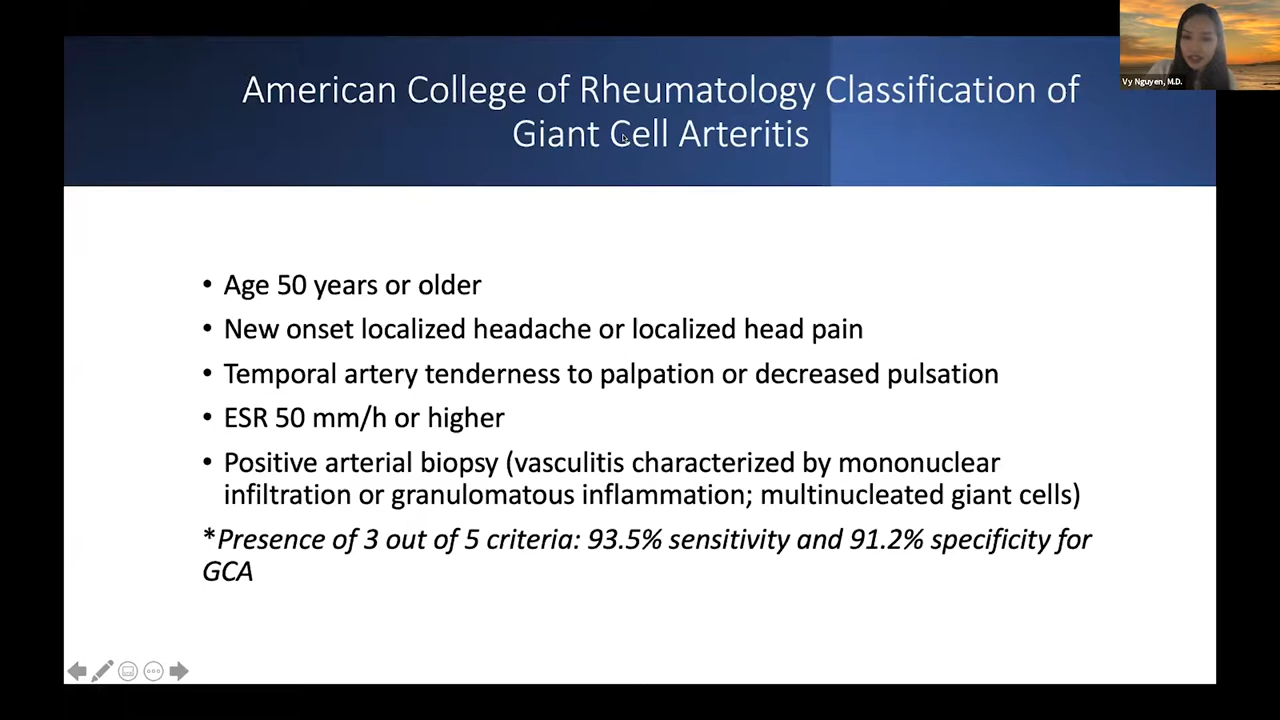 Vy Nguyen, M.D.
American College of Rheumatology Classification of
Giant Cell Arteritis
• Age 50 years or older
• New onset localized headache or localized head pain
• Temporal artery tenderness to palpation or decreased pulsation
• ESR 50 mm/h or higher
• Positive arterial biopsy (vasculitis characterized by mononuclear
infiltration or granulomatous inflammation; multinucleated giant cells)
*Presence of 3 out of 5 criteria: 93.5% sensitivity and 91.2% specificity for
GCA